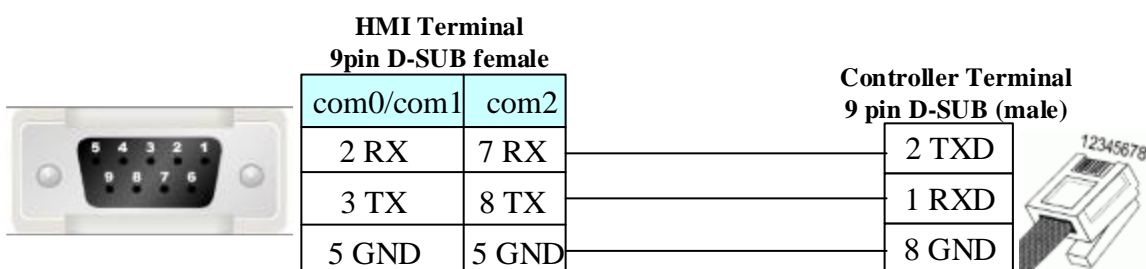 HMI Terminal
9pin D-SUB female
com0/com1 com2
2 RX 7 RX
3 TX 8 TX
5 GND 5 GND
Controller Terminal
9 pin D-SUB (male)
2 TXD
1 RXD
8 GND
5 4 3 2 1
9 8 7 6
12345678